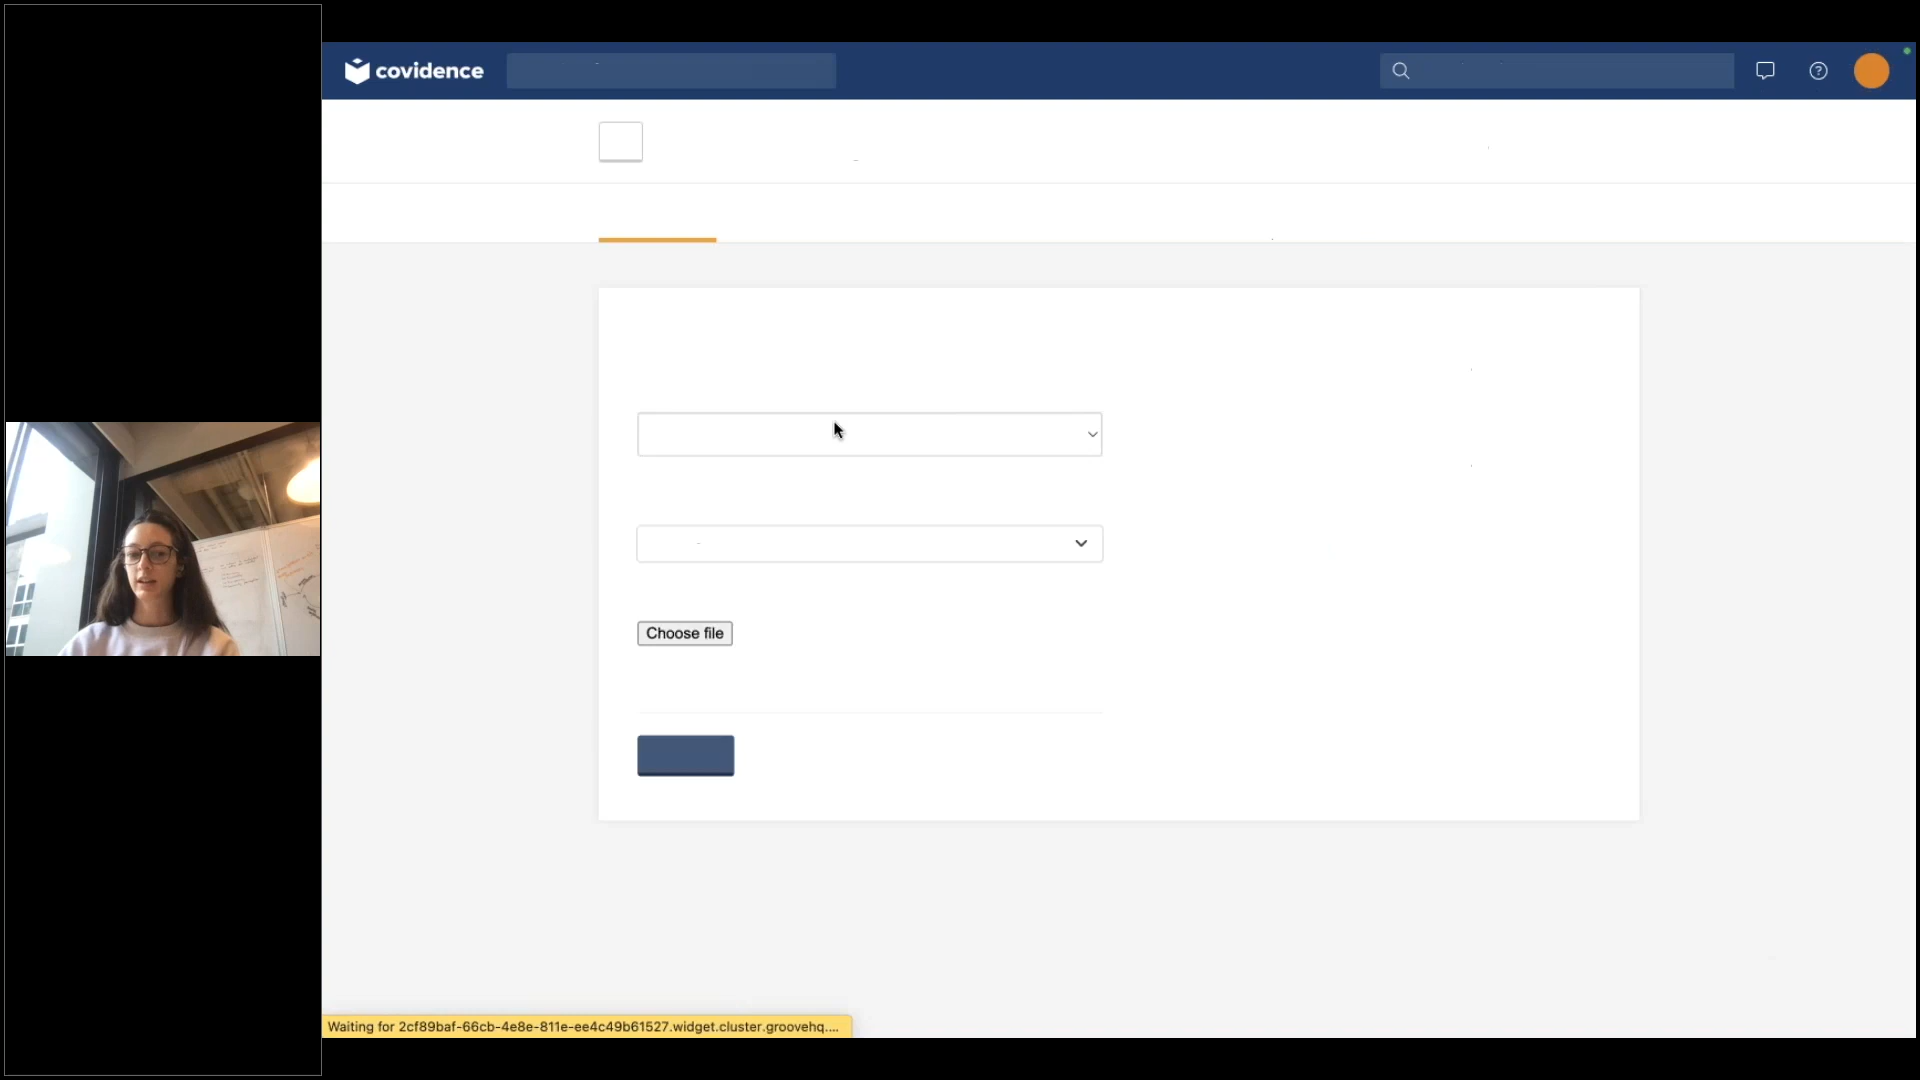 covidence
Choose file
Waiting for 2cf89baf-66cb-4e8e-811e-ee4c49b61527.widget.cluster.groovehq....